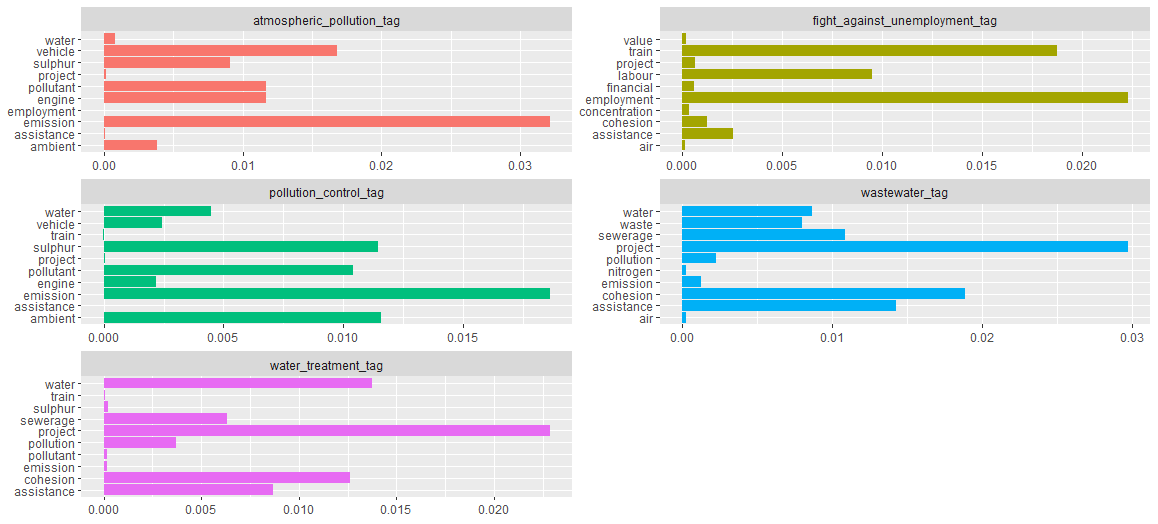 atmospheric_pollution_tag
water
vehicle
sulphur
project
pollutant
engine
employment
emission
assistance
ambient
0.00 0.01 0.02 0.03
fight_against_unemployment_tag
value
train
project
labour
financial
employment
concentration
cohesion
assistance
air
0.000 0.005 0.010 0.015 0.020
pollution_control_tag
water
vehicle
train
sulphur
project
pollutant
engine
emission
assistance
ambient
0.000 0.005 0.010 0.015
wastewater_tag
water
waste
sewerage
project
pollution
nitrogen
emission
cohesion
assistance
air
0.00 0.01 0.02 0.03
water_treatment_tag
water
train
sulphur
sewerage
project
pollution
pollutant
emission
cohesion
assistance
0.000 0.005 0.010 0.015 0.020